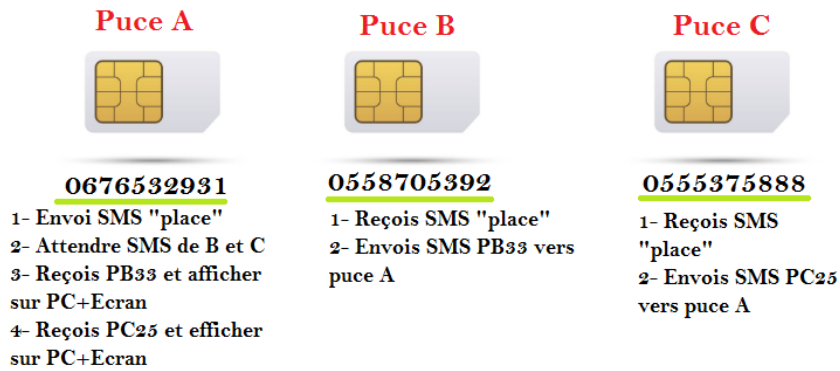 Puce A
0676532931
1- Envoi SMS "place"
2- Attendre SMS de B et C
3- Reçois PB33 et afficher
sur PC+Ecran
4- Reçois PC25 et efficher
sur PC+Ecran
Puce B
0558705392
1- Reçois SMS "place"
2- Envois SMS PB33 vers
puce A
Puce C
0555375888
1- Reçois SMS
"place"
2- Envois SMS PC25
vers puce A